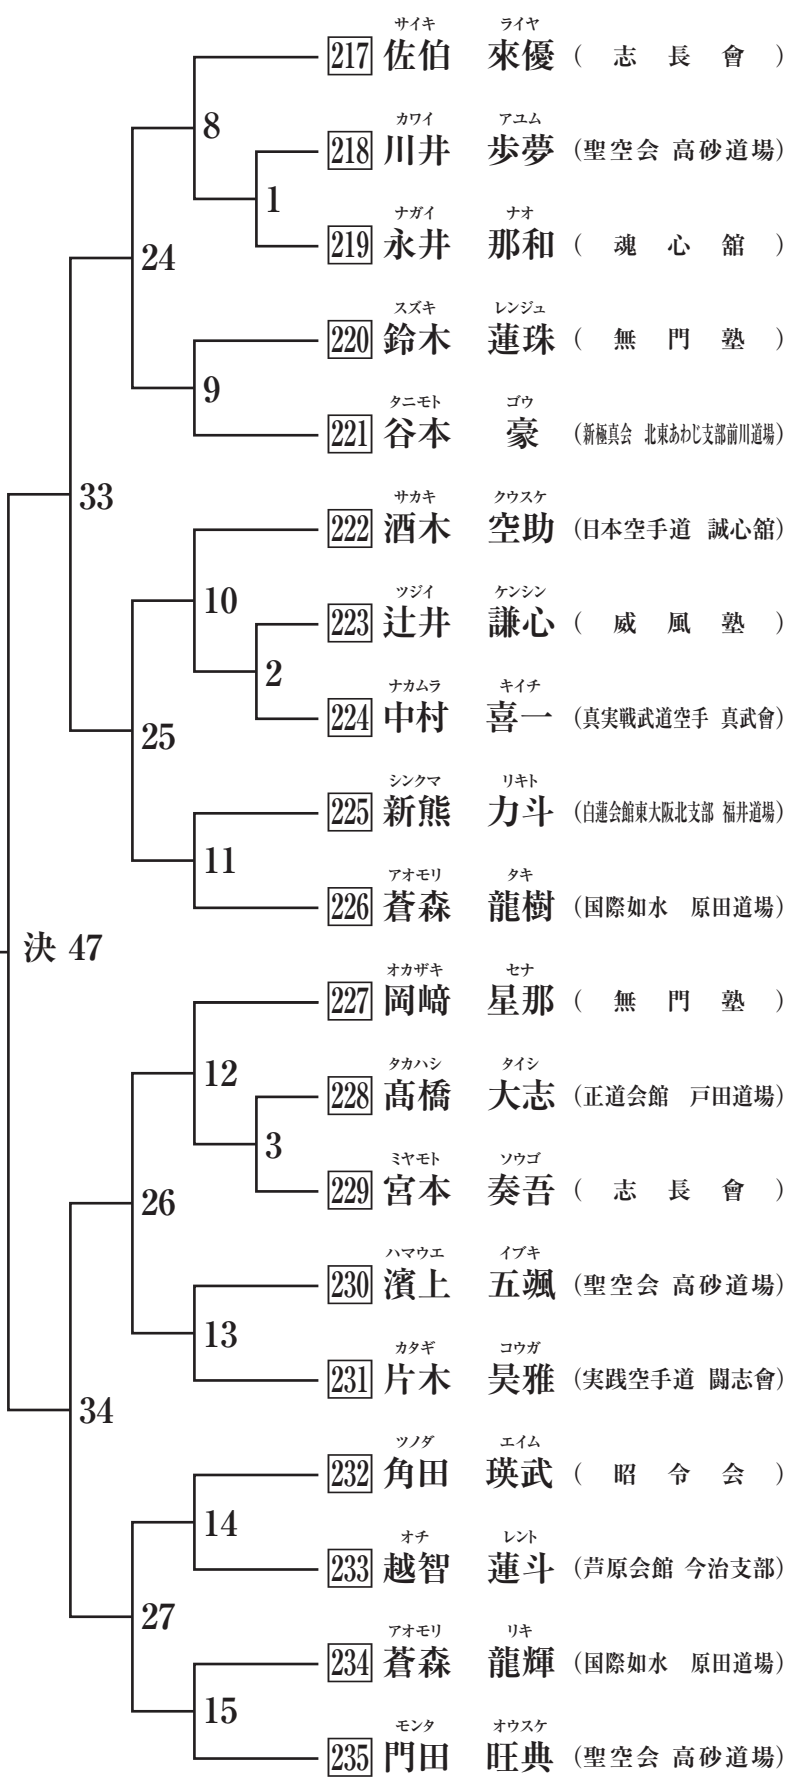 サイキ ライヤ
217 佐伯 來優 ( 志 長 會 )
8
カワイ アユム
218 川井 歩夢 (聖空会 高砂道場)
1
ナガイ ナオ
219 永井 那和 ( 魂 心 舘 )
24
スズキ レンジュ
220 鈴木 蓮珠 ( 無 門 塾 )
9
タニモト ゴウ
221 谷本 豪 (新極真会 北東あわじ支部前川道場)
33
サカキ クウスケ
222 酒木 空助 (日本空手道 誠心舘)
10
ツジイ ケンシン
223 辻井 謙心 ( 威 風 塾 )
2
ナカムラ キイチ
224 中村 喜一 (真実戦武道空手 真武會)
25
シンクマ リキト
225 新熊 力斗 (白蓮会館東大阪北支部 福井道場)
11
アオモリ タキ
226 蒼森 龍樹 (国際如水 原田道場)
決 47
オカザキ セナ
227 岡﨑 星那 ( 無 門 塾 )
12
タカハシ タイシ
228 髙橋 大志 (正道会館 戸田道場)
3
ミヤモト ソウゴ
229 宮本 奏吾 ( 志 長 會 )
26
ハマウエ イブキ
230 濱上 五颯 (聖空会 高砂道場)
13
カタギ コウガ
231 片木 昊雅 (実践空手道 闘志會)
34
ツノダ エイム
232 角田 瑛武 ( 昭 令 会 )
14
オチ レント
233 越智 蓮斗 (芦原会館 今治支部)
27
アオモリ リキ
234 蒼森 龍輝 (国際如水 原田道場)
15
モンタ オウスケ
235 門田 旺典 (聖空会 高砂道場)